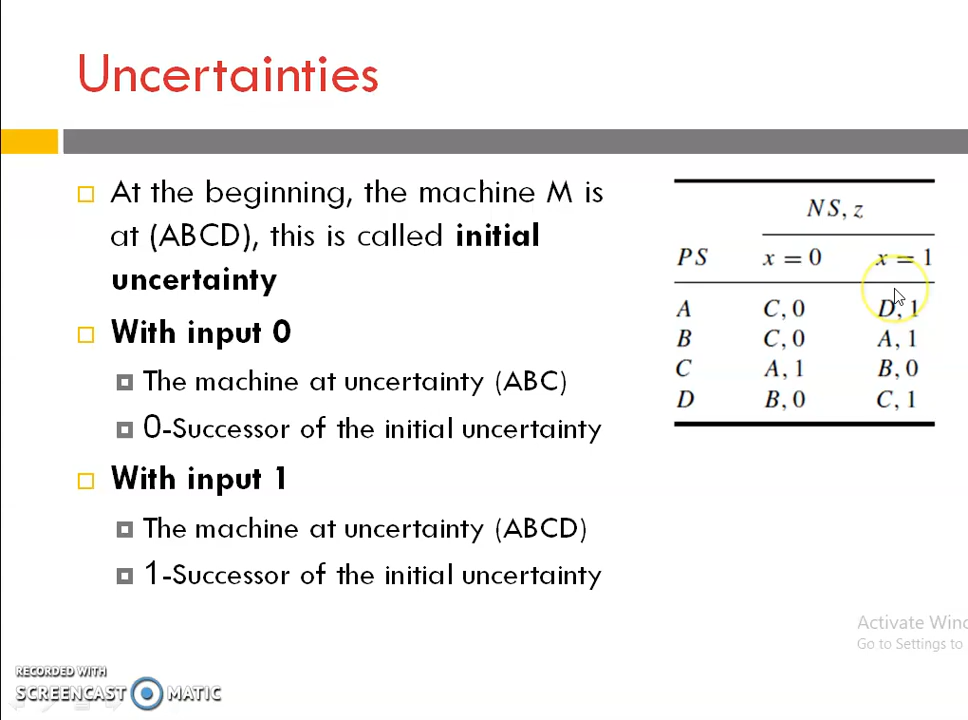 Uncertainties
At the beginning, the machine M is
at (ABCD), this is called initial
uncertainty
With input 0
The machine at uncertainty (ABC)
0-Successor of the initial uncertainty
With input 1
The machine at uncertainty (ABCD)
1-Successor of the initial uncertainty
NS, z
PS x = 0 x = 1
A C, 0 D, 1
B C, 0 A, 1
C A, 1 B, 0
D B, 0 C, 1
Activate Winc
Go to Settings to
RECORDED WITH
SCREENCAST MATIC